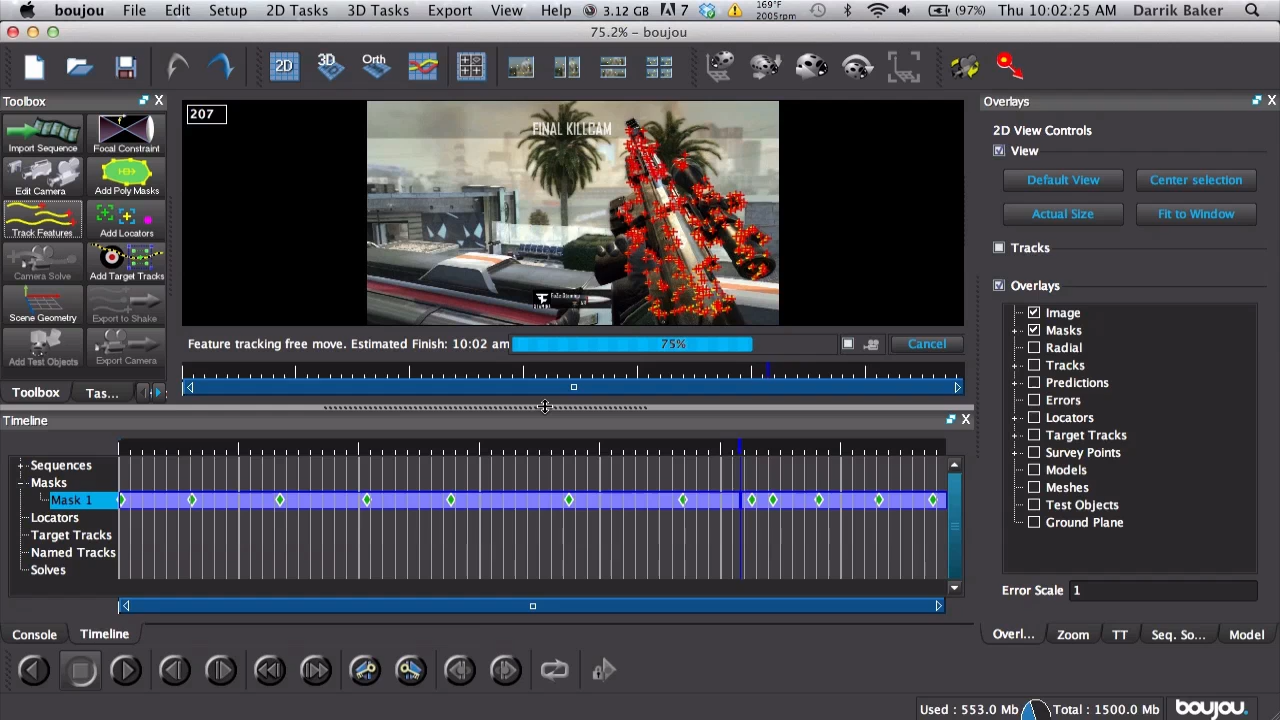 boujou File Edit Setup 2D Tasks 3D Tasks Export View Help 3.12 GB 7 169°F 2005rpm (97%) Thu 10:02:25 AM Darrik Baker
75.2% - boujou
2D 3D Orth
Toolbox
Import Sequence Focal Constraint
Edit Camera Add Poly Masks
Track Features Add Locators
Camera Solve Add Target Tracks
Scene Geometry Export to Shake
Add Test Objects Export Camera
Toolbox Tas...
207
FINAL KILLCAM
Feature tracking free move. Estimated Finish: 10:02 am 75% Cancel
Timeline
Sequences
Masks
Mask 1
Locators
Target Tracks
Named Tracks
Solves
Console Timeline
Overlays
2D View Controls
View
Default View Center selection
Actual Size Fit to Window
Tracks
Overlays
Image
Masks
Radial
Tracks
Predictions
Errors
Locators
Target Tracks
Survey Points
Models
Meshes
Test Objects
Ground Plane
Error Scale 1
Overl... Zoom TT Seq. So... Model
Used : 553.0 Mb Total : 1500.0 Mb boujou.